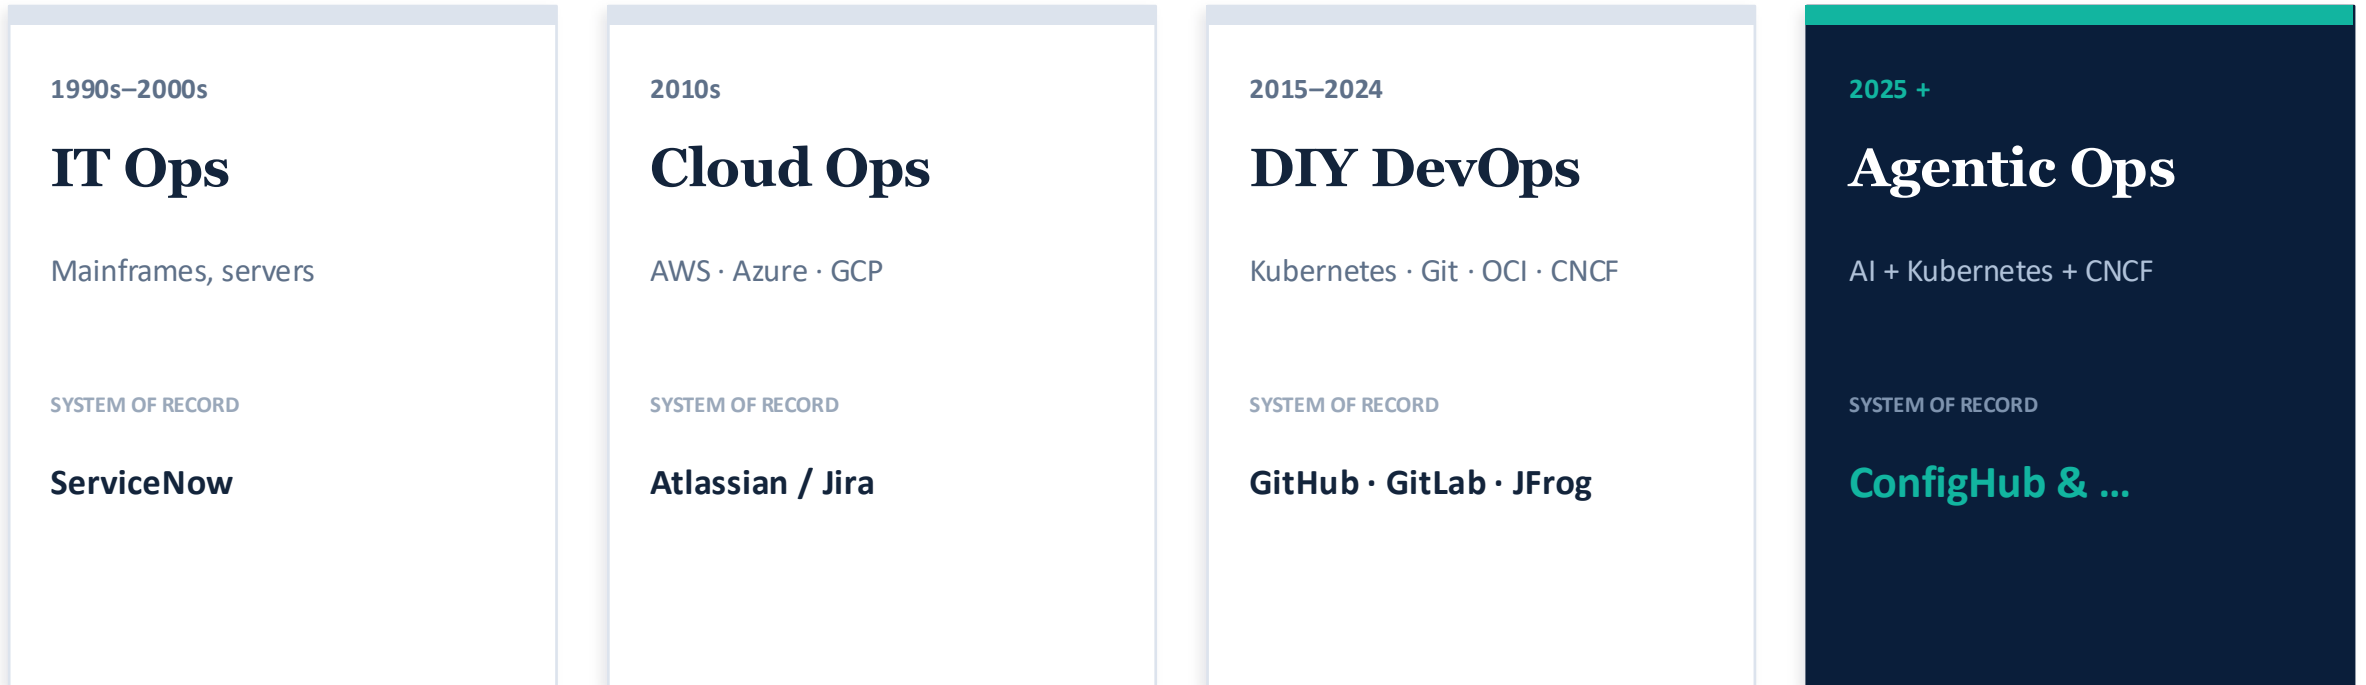 1990s–2000s
IT Ops
Mainframes, servers
SYSTEM OF RECORD
ServiceNow
2010s
Cloud Ops
AWS · Azure · GCP
SYSTEM OF RECORD
Atlassian / Jira
2015–2024
DIY DevOps
Kubernetes · Git · OCI · CNCF
SYSTEM OF RECORD
GitHub · GitLab · JFrog
2025 +
Agentic Ops
AI + Kubernetes + CNCF
SYSTEM OF RECORD
ConfigHub & ...